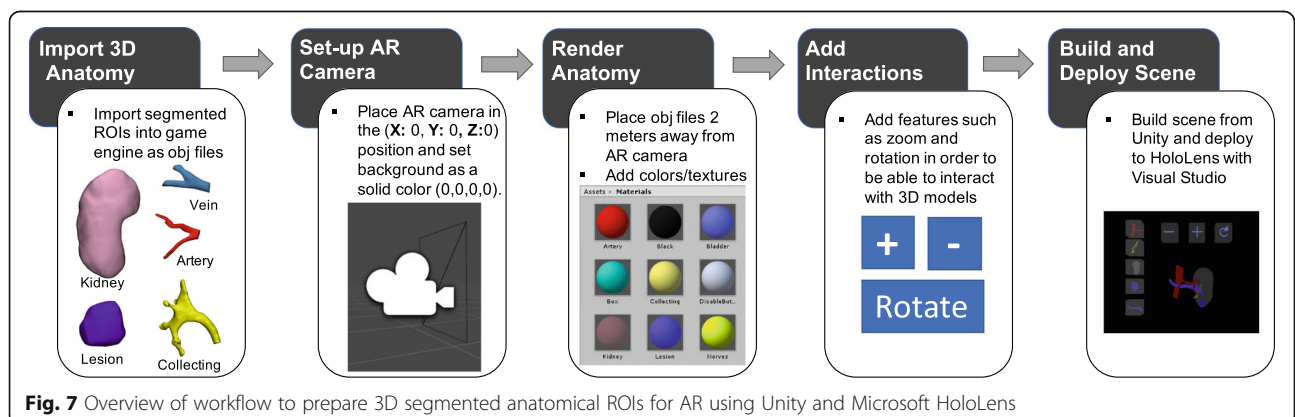 Import 3D
Anatomy
Set-up AR
Camera
Render
Anatomy
Add
Interactions
Build and
Deploy Scene
▪ Import segmented
ROIs into game
engine as obj files
Vein
Artery
Kidney
Lesion
Collecting
▪ Place AR camera in
the (X: 0, Y: 0, Z:0)
position and set
background as a
solid color (0,0,0,0).
▪ Place obj files 2
meters away from
AR camera
▪ Add colors/textures
Assets ▸ Materials
Artery Black Bladder
Box Collecting DisableBut...
Kidney Lesion Nerves
▪ Add features such
as zoom and
rotation in order to
be able to interact
with 3D models
+ -
Rotate
▪ Build scene from
Unity and deploy
to HoloLens with
Visual Studio
Fig. 7 Overview of workflow to prepare 3D segmented anatomical ROIs for AR using Unity and Microsoft HoloLens